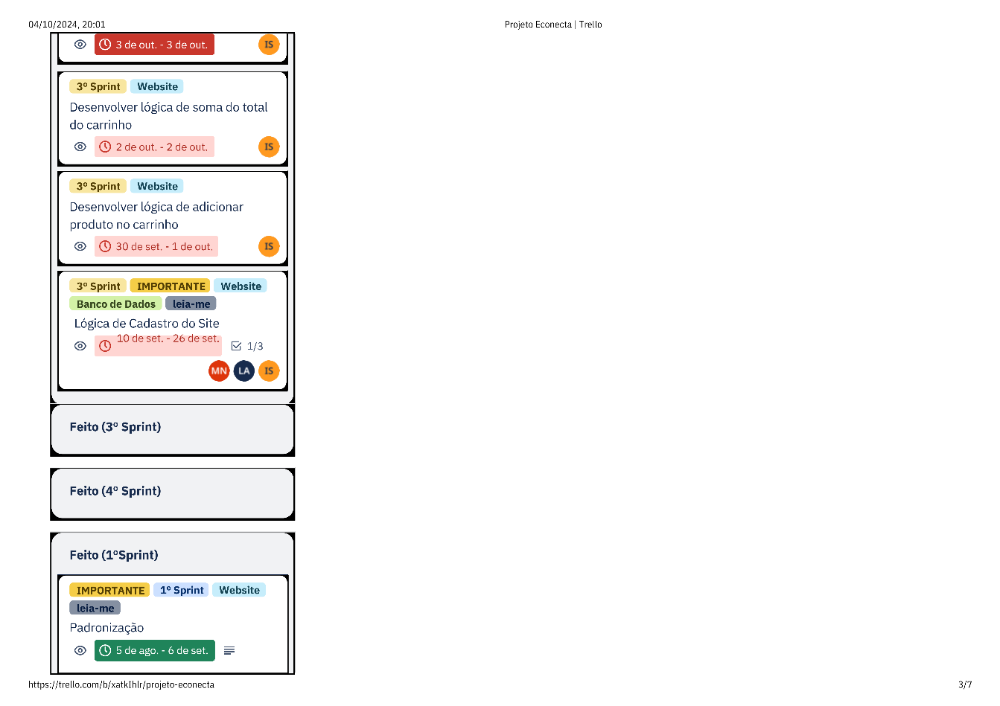 04/10/2024, 20:01
Projeto Econecta | Trello
3 de out. - 3 de out.
IS
3º Sprint Website
Desenvolver lógica de soma do total
do carrinho
2 de out. - 2 de out.
IS
3º Sprint Website
Desenvolver lógica de adicionar
produto no carrinho
30 de set. - 1 de out.
IS
3º Sprint IMPORTANTE Website
Banco de Dados leia-me
Lógica de Cadastro do Site
10 de set. - 26 de set.
1/3
MN LA IS
Feito (3º Sprint)
Feito (4º Sprint)
Feito (1ºSprint)
IMPORTANTE 1º Sprint Website
leia-me
Padronização
5 de ago. - 6 de set.
https://trello.com/b/xatkIhlr/projeto-econecta
3/7